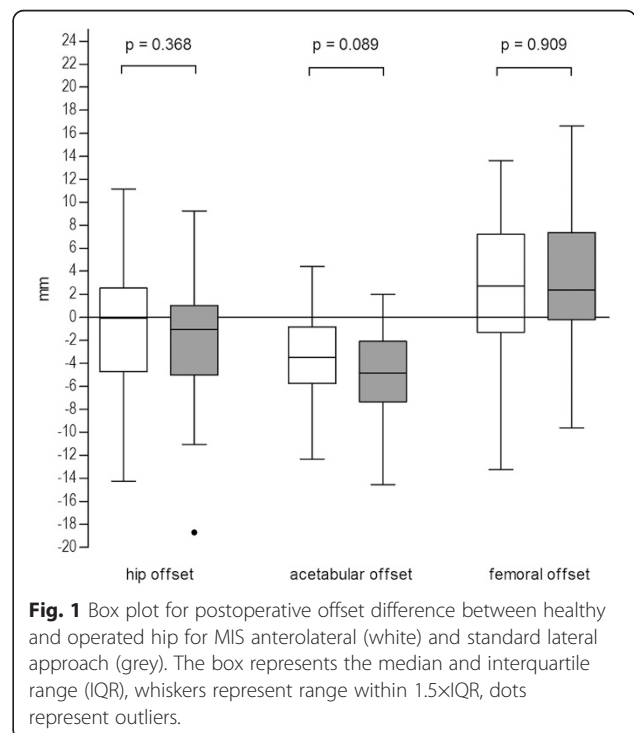 p = 0.368 p = 0.089 p = 0.909
24
22
20
18
16
14
12
10
8
6
4
2
0
-2
-4
-6
-8
-10
-12
-14
-16
-18
-20
mm
hip offset acetabular offset femoral offset
Fig. 1 Box plot for postoperative offset difference between healthy
and operated hip for MIS anterolateral (white) and standard lateral
approach (grey). The box represents the median and interquartile
range (IQR), whiskers represent range within 1.5×IQR, dots
represent outliers.